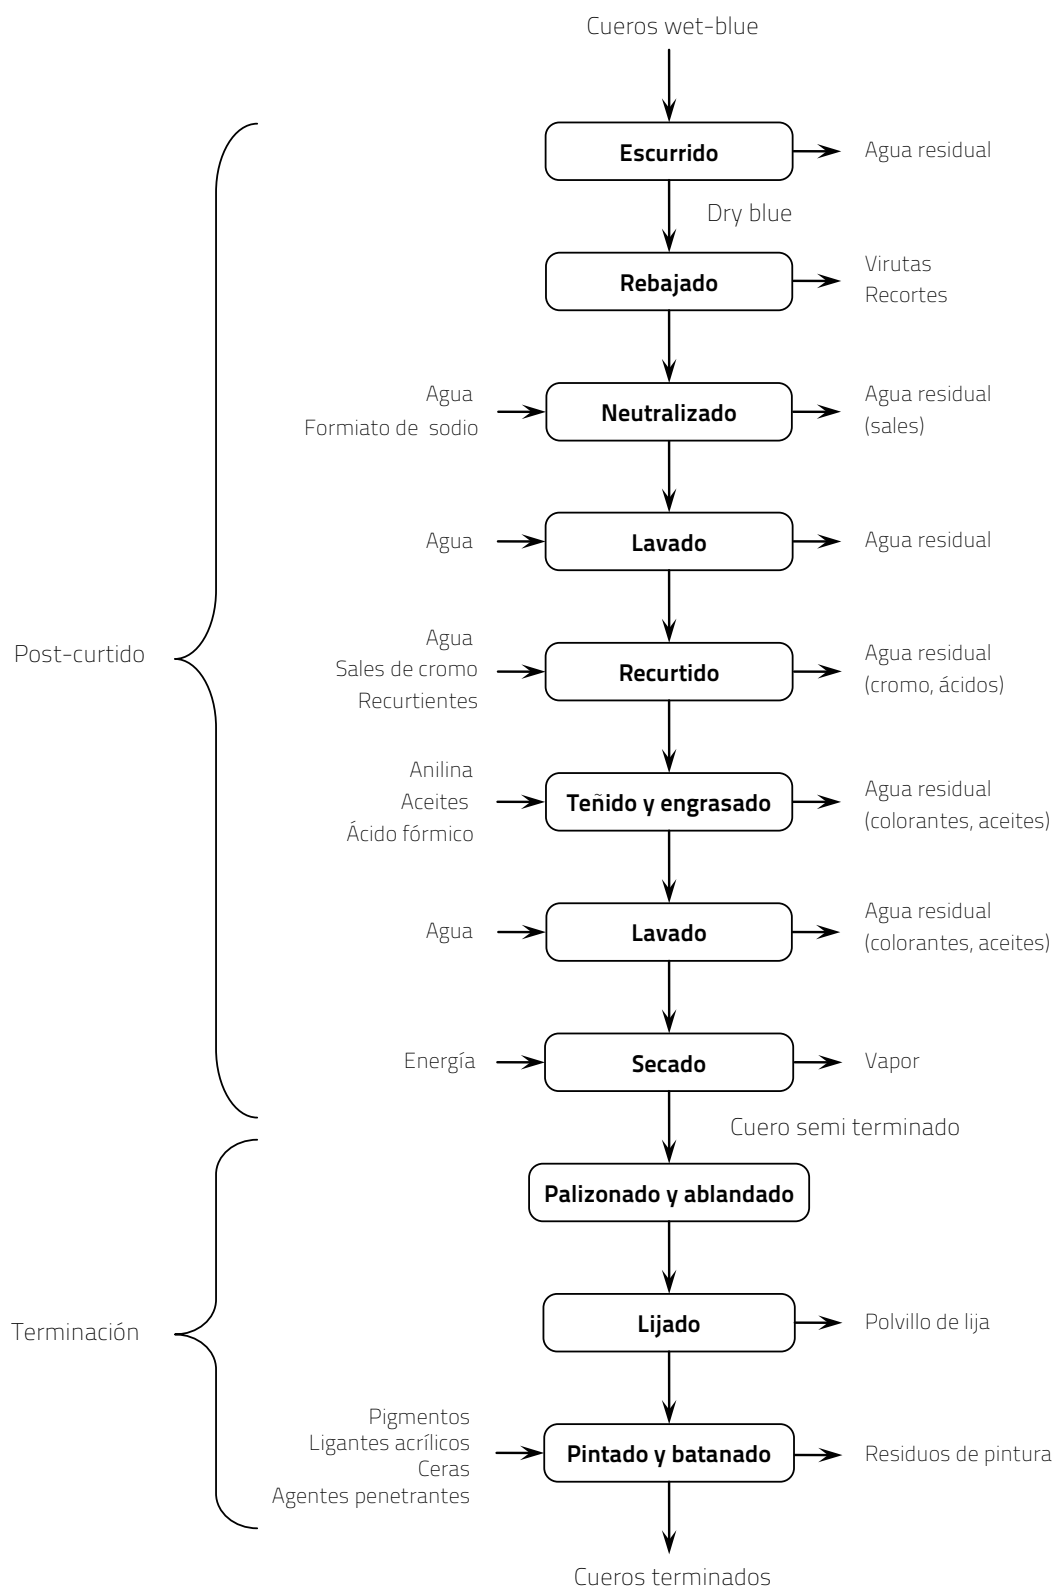 Cueros wet-blue
Escurrido
Agua residual
Dry blue
Rebajado
Virutas
Recortes
Agua
Formiato de sodio
Neutralizado
Agua residual
(sales)
Agua
Lavado
Agua residual
Post-curtido
Agua
Sales de cromo
Recurtientes
Recurtido
Agua residual
(cromo, ácidos)
Anilina
Aceites
Ácido fórmico
Teñido y engrasado
Agua residual
(colorantes, aceites)
Agua
Lavado
Agua residual
(colorantes, aceites)
Energía
Secado
Vapor
Cuero semi terminado
Palizonado y ablandado
Terminación
Lijado
Polvillo de lija
Pigmentos
Ligantes acrílicos
Ceras
Agentes penetrantes
Pintado y batanado
Residuos de pintura
Cueros terminados